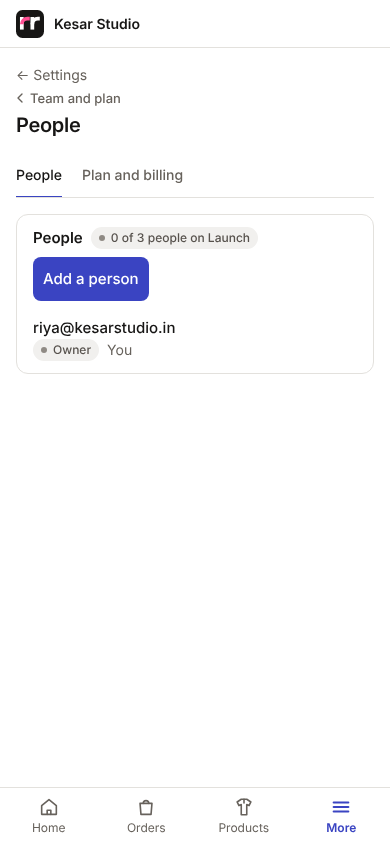 rr
Kesar Studio
← Settings
Team and plan
People
People
Plan and billing
People
0 of 3 people on Launch
Add a person
riya@kesarstudio.in
Owner
You
Home
Orders
Products
More